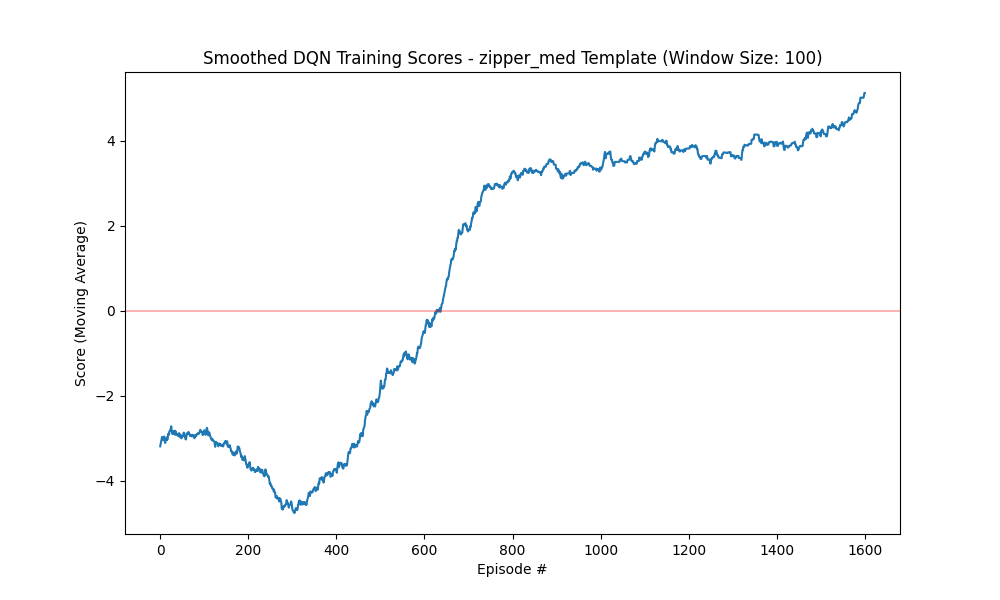 Smoothed DQN Training Scores - zipper_med Template (Window Size: 100)
Score (Moving Average)
4
2
0
−2
−4
0 200 400 600 800 1000 1200 1400 1600
Episode #